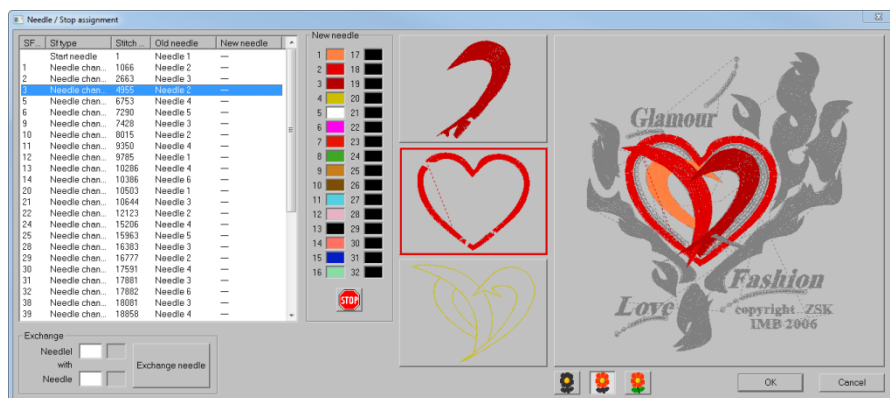 Needle / Stop assignment
SF... Sf type Stitch ... Old needle New needle
Start needle 1 Needle 1 —
1 Needle chan... 1066 Needle 2 —
2 Needle chan... 2663 Needle 3 —
3 Needle chan... 4955 Needle 2 —
5 Needle chan... 6753 Needle 4 —
6 Needle chan... 7290 Needle 5 —
9 Needle chan... 7428 Needle 3 —
10 Needle chan... 8015 Needle 2 —
11 Needle chan... 9350 Needle 4 —
12 Needle chan... 9785 Needle 1 —
13 Needle chan... 10286 Needle 4 —
14 Needle chan... 10386 Needle 6 —
20 Needle chan... 10503 Needle 1 —
21 Needle chan... 10644 Needle 3 —
22 Needle chan... 12123 Needle 2 —
24 Needle chan... 15206 Needle 4 —
25 Needle chan... 15963 Needle 5 —
28 Needle chan... 16383 Needle 3 —
29 Needle chan... 16777 Needle 2 —
30 Needle chan... 17591 Needle 4 —
31 Needle chan... 17881 Needle 3 —
32 Needle chan... 17882 Needle 6 —
38 Needle chan... 18081 Needle 3 —
39 Needle chan... 18858 Needle 4 —
New needle
1 17
2 18
3 19
4 20
5 21
6 22
7 23
8 24
9 25
10 26
11 27
12 28
13 29
14 30
15 31
16 32
STOP
Glamour
Fashion
Love
copyright ZSK
IMB 2006
Exchange
Needlel
with
Needle
Exchange needle
OK
Cancel